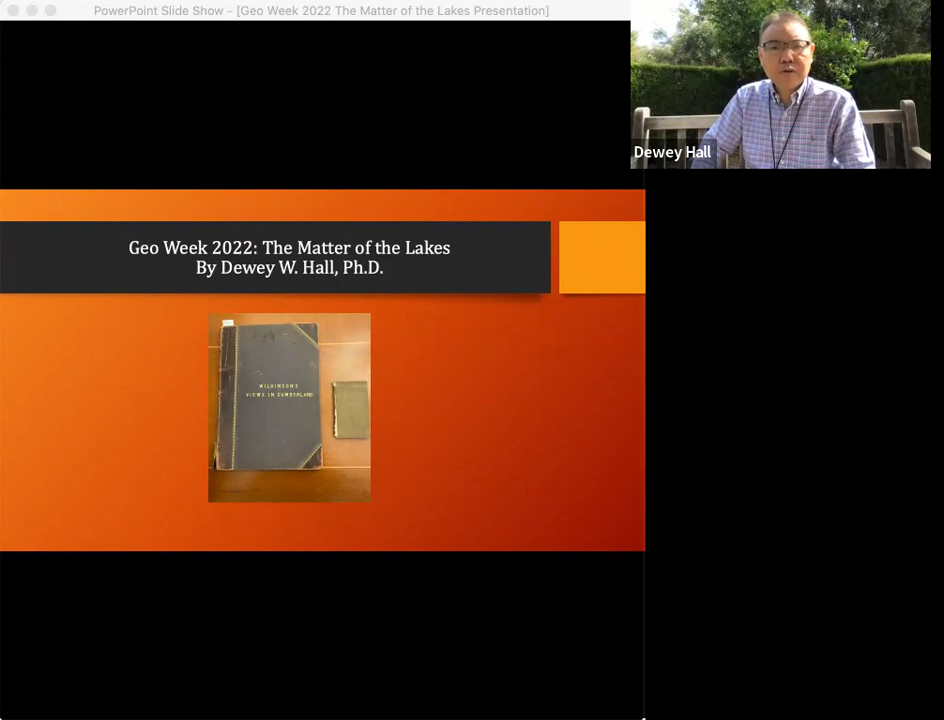 PowerPoint Slide Show - [Geo Week 2022 The Matter of the Lakes Presentation]
Dewey Hall
Geo Week 2022: The Matter of the Lakes
By Dewey W. Hall, Ph.D.
WILKINSON'S
VIEWS IN CUMBERLAND